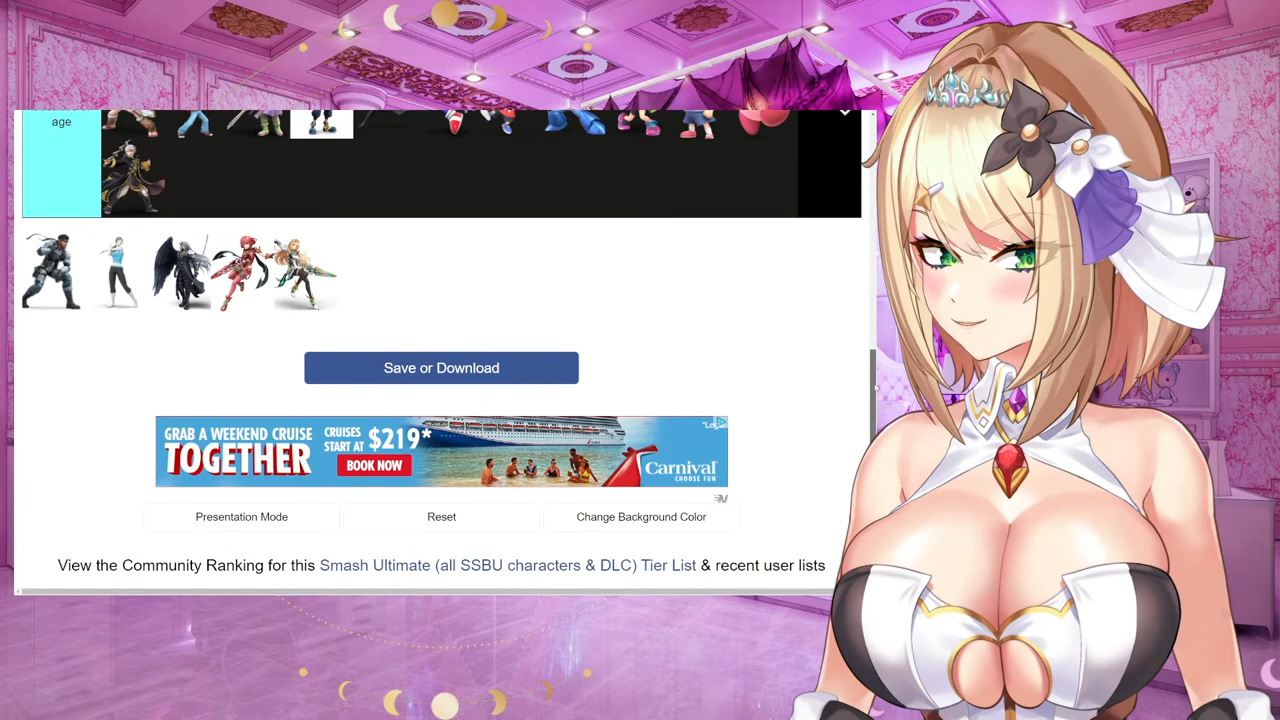 age
Save or Download
GRAB A WEEKEND CRUISE
TOGETHER
CRUISES
START AT $219*
BOOK NOW
Carnival
CHOOSE FUN
Presentation Mode
Reset
Change Background Color
View the Community Ranking for this Smash Ultimate (all SSBU characters & DLC) Tier List & recent user lists